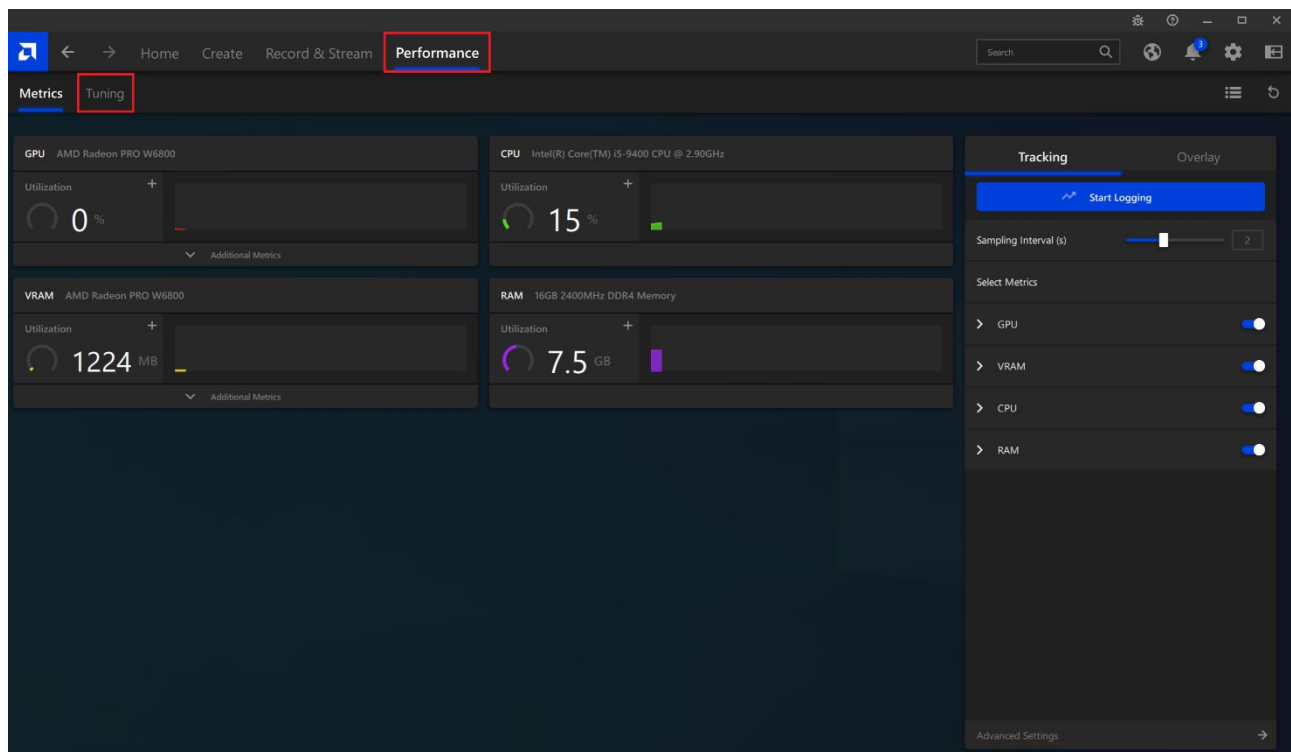 Home Create Record & Stream Performance
Search
3
Metrics Tuning
GPU AMD Radeon PRO W6800
Utilization
0 %
Additional Metrics
CPU Intel(R) Core(TM) i5-9400 CPU @ 2.90GHz
Utilization
15 %
VRAM AMD Radeon PRO W6800
Utilization
1224 MB
Additional Metrics
RAM 16GB 2400MHz DDR4 Memory
Utilization
7.5 GB
Tracking Overlay
Start Logging
Sampling Interval (s) 2
Select Metrics
GPU
VRAM
CPU
RAM
Advanced Settings